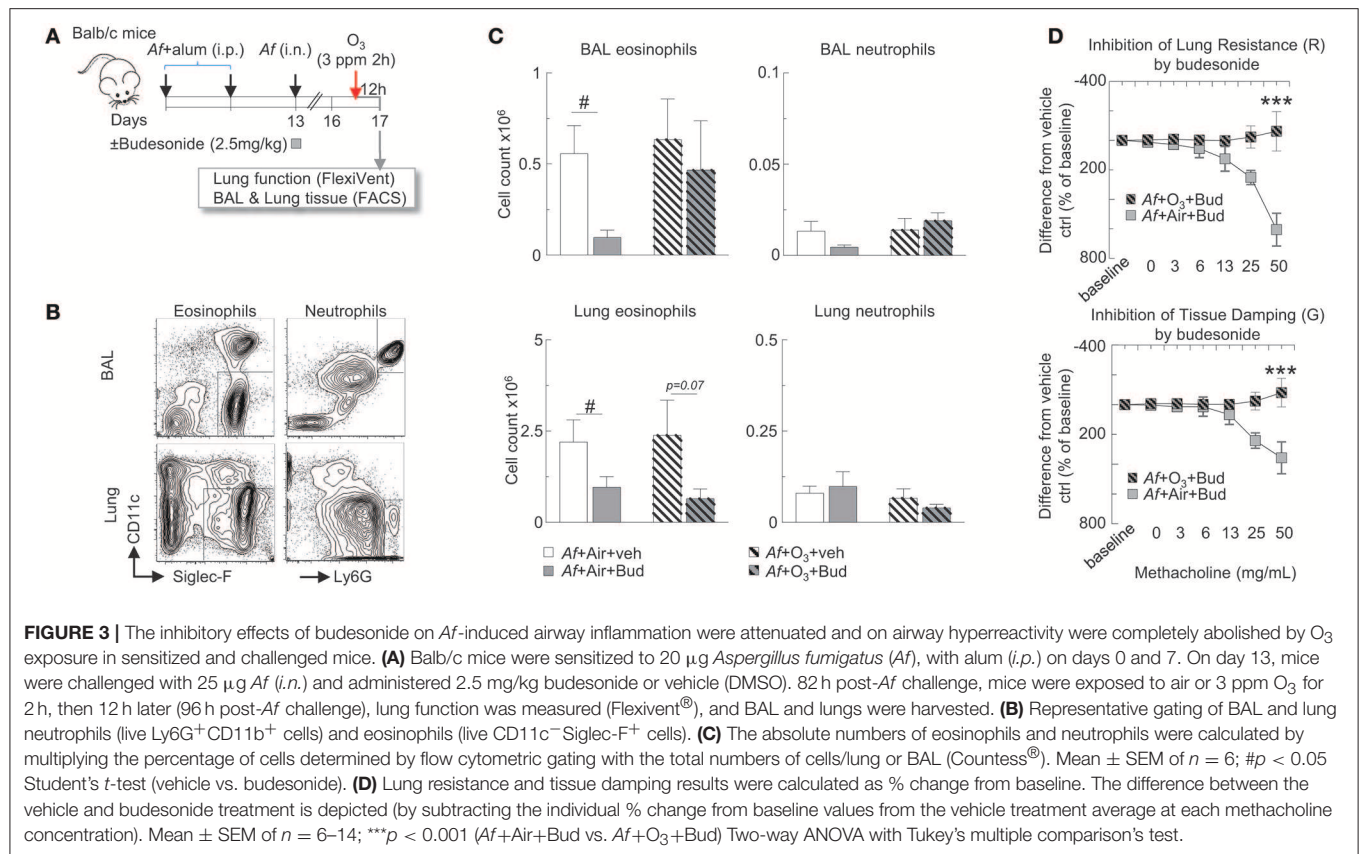 A
Balb/c mice
Af+alum (i.p.)
Af (i.n.)
O3
(3 ppm 2h)
12h
Days
13
16
17
±Budesonide (2.5mg/kg)
Lung function (FlexiVent)
BAL & Lung tissue (FACS)
B
Eosinophils
Neutrophils
BAL
Lung
CD11c
Siglec-F
Ly6G
C
BAL eosinophils
BAL neutrophils
Cell count x10⁶
1
0.5
0
#
0.1
0.05
0
Lung eosinophils
Lung neutrophils
Cell count x10⁶
5
2.5
0
#
p=0.07
0.5
0.25
0
Af+Air+veh
Af+Air+Bud
Af+O3+veh
Af+O3+Bud
D
Inhibition of Lung Resistance (R)
by budesonide
Difference from vehicle
ctrl (% of baseline)
-400
200
800
***
Af+O3+Bud
Af+Air+Bud
baseline 0 3 6 13 25 50
Inhibition of Tissue Damping (G)
by budesonide
Difference from vehicle
ctrl (% of baseline)
-400
200
800
***
Af+O3+Bud
Af+Air+Bud
baseline 0 3 6 13 25 50
Methacholine (mg/mL)
FIGURE 3 | The inhibitory effects of budesonide on Af-induced airway inflammation were attenuated and on airway hyperreactivity were completely abolished by O3
exposure in sensitized and challenged mice. (A) Balb/c mice were sensitized to 20 μg Aspergillus fumigatus (Af), with alum (i.p.) on days 0 and 7. On day 13, mice
were challenged with 25 μg Af (i.n.) and administered 2.5 mg/kg budesonide or vehicle (DMSO). 82 h post-Af challenge, mice were exposed to air or 3 ppm O3 for
2 h, then 12 h later (96 h post-Af challenge), lung function was measured (Flexivent®), and BAL and lungs were harvested. (B) Representative gating of BAL and lung
neutrophils (live Ly6G⁺CD11b⁺ cells) and eosinophils (live CD11c⁻Siglec-F⁺ cells). (C) The absolute numbers of eosinophils and neutrophils were calculated by
multiplying the percentage of cells determined by flow cytometric gating with the total numbers of cells/lung or BAL (Countess®). Mean ± SEM of n = 6; #p < 0.05
Student's t-test (vehicle vs. budesonide). (D) Lung resistance and tissue damping results were calculated as % change from baseline. The difference between the
vehicle and budesonide treatment is depicted (by subtracting the individual % change from baseline values from the vehicle treatment average at each methacholine
concentration). Mean ± SEM of n = 6–14; ***p < 0.001 (Af+Air+Bud vs. Af+O3+Bud) Two-way ANOVA with Tukey's multiple comparison's test.